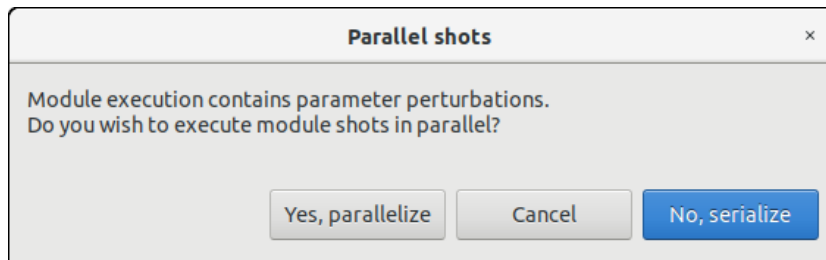 Parallel shots
Module execution contains parameter perturbations.
Do you wish to execute module shots in parallel?
Yes, parallelize Cancel No, serialize